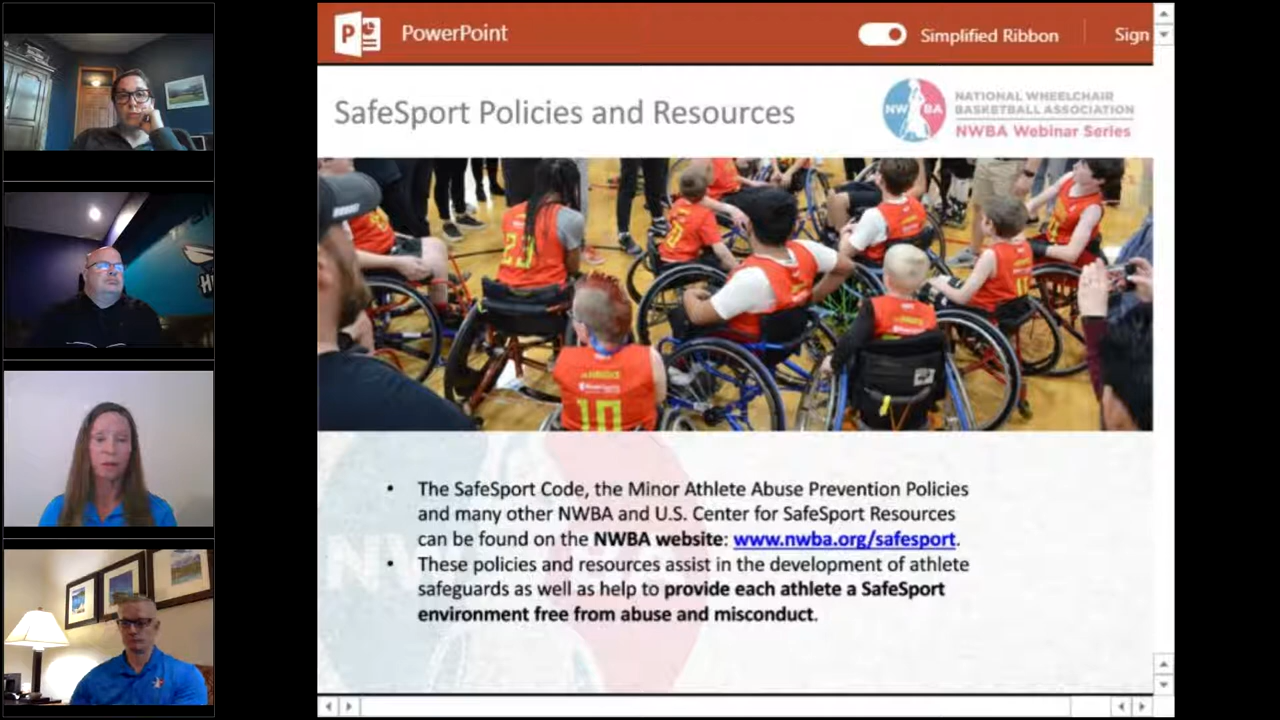 PowerPoint
Simplified Ribbon
Sign
SafeSport Policies and Resources
NWBA
NATIONAL WHEELCHAIR
BASKETBALL ASSOCIATION
NWBA Webinar Series
23
10
• The SafeSport Code, the Minor Athlete Abuse Prevention Policies
and many other NWBA and U.S. Center for SafeSport Resources
can be found on the NWBA website: www.nwba.org/safesport.
• These policies and resources assist in the development of athlete
safeguards as well as help to provide each athlete a SafeSport
environment free from abuse and misconduct.